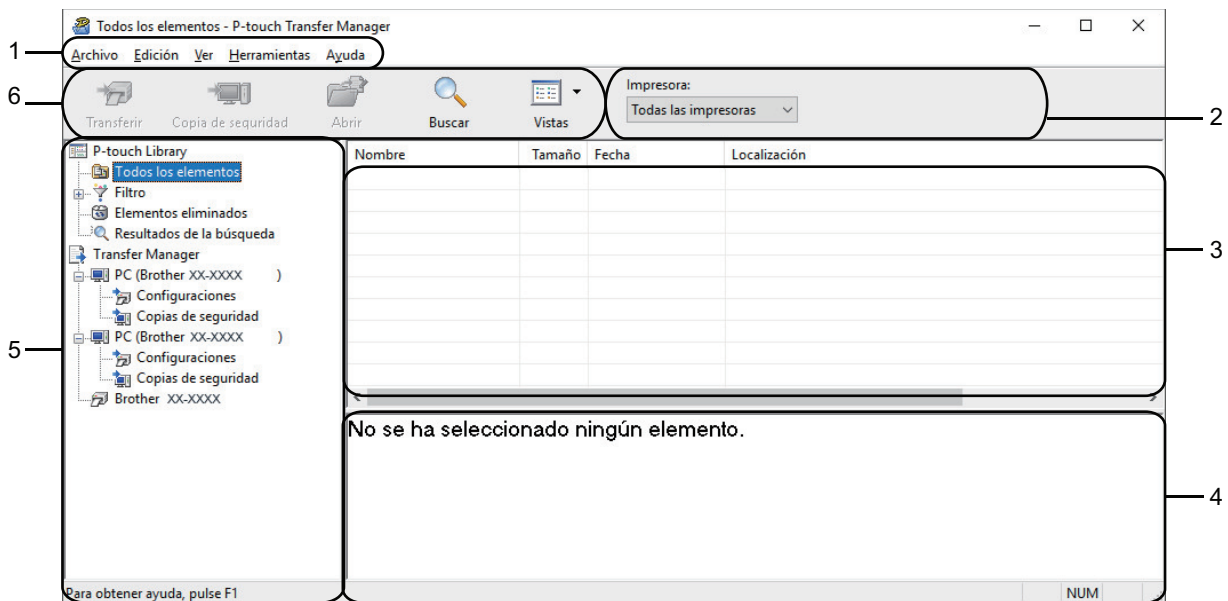 Todos los elementos - P-touch Transfer Manager
1
Archivo Edición Ver Herramientas Ayuda
6
Transferir Copia de seguridad Abrir Buscar Vistas
Impresora:
Todas las impresoras
2
P-touch Library
Todos los elementos
Filtro
Elementos eliminados
Resultados de la búsqueda
Transfer Manager
PC (Brother XX-XXXX )
Configuraciones
Copias de seguridad
PC (Brother XX-XXXX )
Configuraciones
Copias de seguridad
Brother XX-XXXX
5
Nombre Tamaño Fecha Localización
3
No se ha seleccionado ningún elemento.
4
Para obtener ayuda, pulse F1
NUM